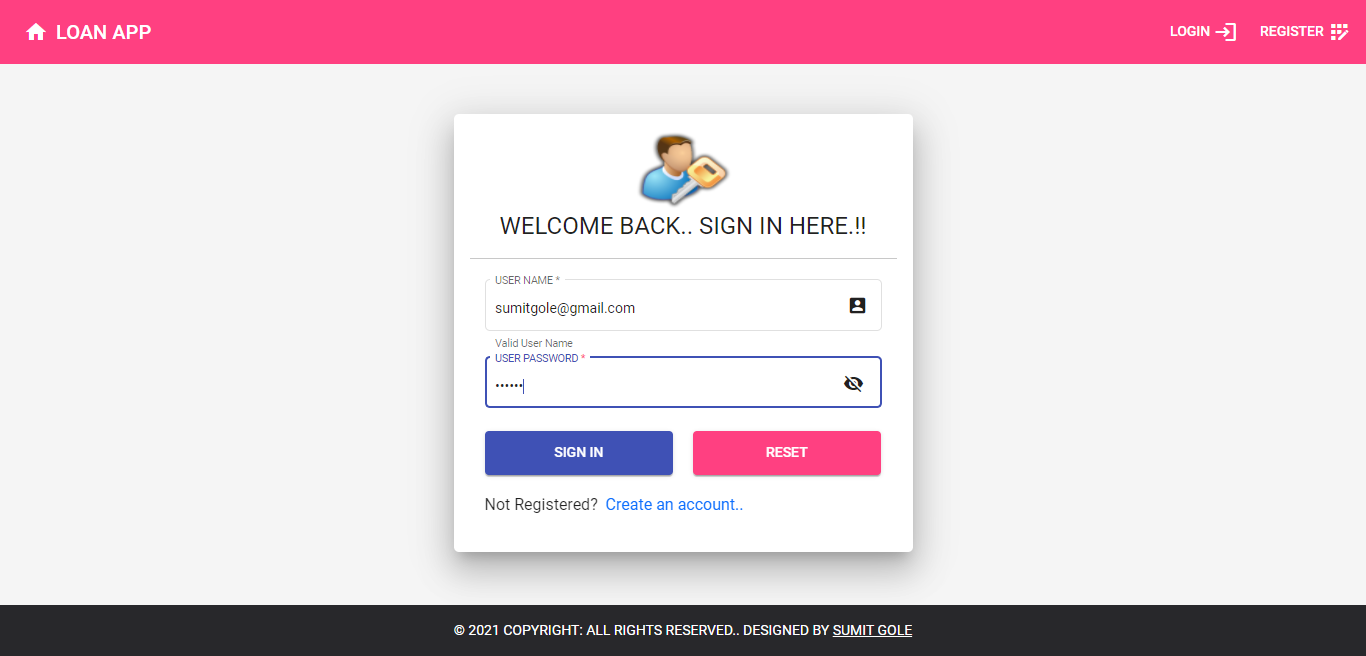 LOAN APP
LOGIN
REGISTER
WELCOME BACK.. SIGN IN HERE.!!
USER NAME *
sumitgole@gmail.com
Valid User Name
USER PASSWORD *
••••••
SIGN IN
RESET
Not Registered? Create an account..
© 2021 COPYRIGHT: ALL RIGHTS RESERVED.. DESIGNED BY SUMIT GOLE